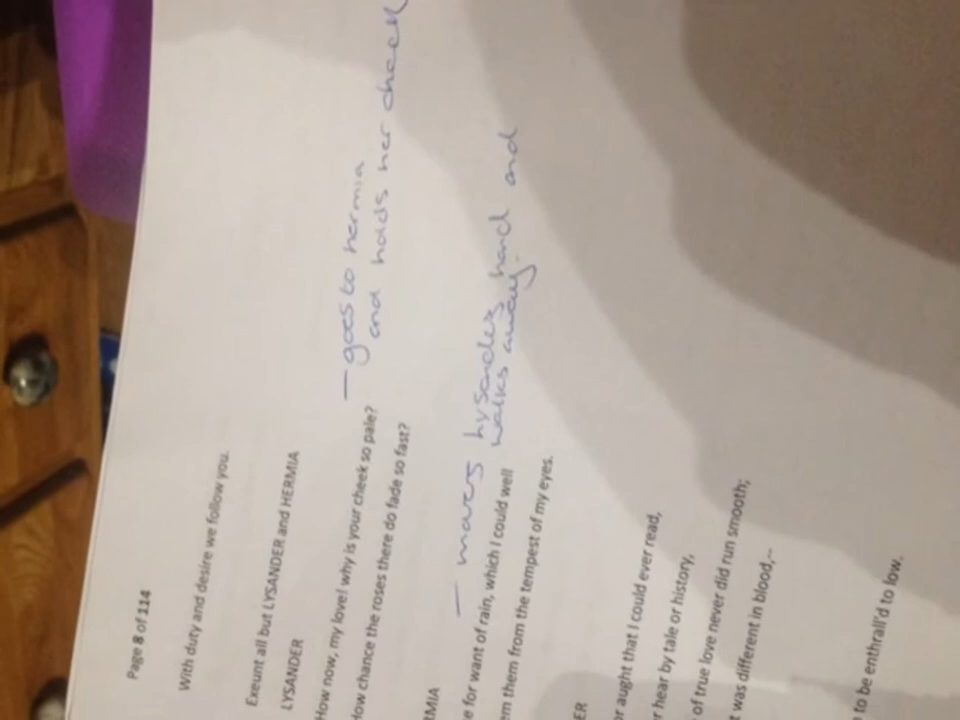 Page 8 of 114
With duty and desire we follow you.
Exeunt all but LYSANDER and HERMIA
LYSANDER
– goes to hermia
and holds her cheek
How now, my love! why is your cheek so pale?
How chance the roses there do fade so fast?
– moves hysandes hand and
walks away.
RMIA
e for want of rain, which I could well
em them from the tempest of my eyes.
ER
or aught that I could ever read,
r hear by tale or history,
of true love never did run smooth;
t was different in blood,--
to be enthrall'd to low.